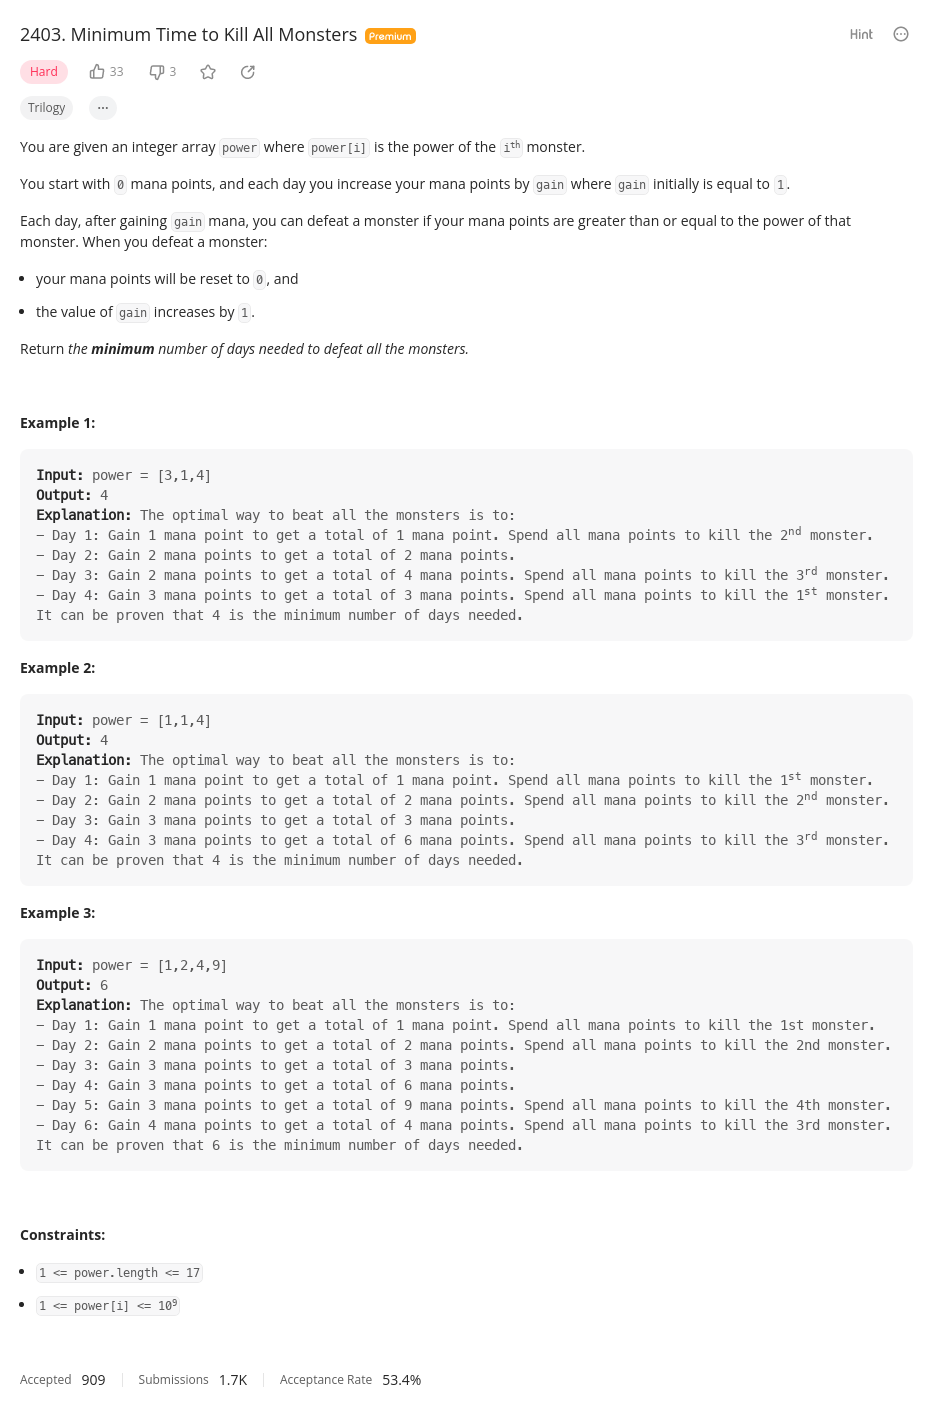 2403. Minimum Time to Kill All Monsters Premium Hint
Hard 33 3
Trilogy ...
You are given an integer array power where power[i] is the power of the ith monster.
You start with 0 mana points, and each day you increase your mana points by gain where gain initially is equal to 1.
Each day, after gaining gain mana, you can defeat a monster if your mana points are greater than or equal to the power of that
monster. When you defeat a monster:
• your mana points will be reset to 0, and
• the value of gain increases by 1.
Return the minimum number of days needed to defeat all the monsters.
Example 1:
Input: power = [3,1,4]
Output: 4
Explanation: The optimal way to beat all the monsters is to:
– Day 1: Gain 1 mana point to get a total of 1 mana point. Spend all mana points to kill the 2nd monster.
– Day 2: Gain 2 mana points to get a total of 2 mana points.
– Day 3: Gain 2 mana points to get a total of 4 mana points. Spend all mana points to kill the 3rd monster.
– Day 4: Gain 3 mana points to get a total of 3 mana points. Spend all mana points to kill the 1st monster.
It can be proven that 4 is the minimum number of days needed.
Example 2:
Input: power = [1,1,4]
Output: 4
Explanation: The optimal way to beat all the monsters is to:
– Day 1: Gain 1 mana point to get a total of 1 mana point. Spend all mana points to kill the 1st monster.
– Day 2: Gain 2 mana points to get a total of 2 mana points. Spend all mana points to kill the 2nd monster.
– Day 3: Gain 3 mana points to get a total of 3 mana points.
– Day 4: Gain 3 mana points to get a total of 6 mana points. Spend all mana points to kill the 3rd monster.
It can be proven that 4 is the minimum number of days needed.
Example 3:
Input: power = [1,2,4,9]
Output: 6
Explanation: The optimal way to beat all the monsters is to:
– Day 1: Gain 1 mana point to get a total of 1 mana point. Spend all mana points to kill the 1st monster.
– Day 2: Gain 2 mana points to get a total of 2 mana points. Spend all mana points to kill the 2nd monster.
– Day 3: Gain 3 mana points to get a total of 3 mana points.
– Day 4: Gain 3 mana points to get a total of 6 mana points.
– Day 5: Gain 3 mana points to get a total of 9 mana points. Spend all mana points to kill the 4th monster.
– Day 6: Gain 4 mana points to get a total of 4 mana points. Spend all mana points to kill the 3rd monster.
It can be proven that 6 is the minimum number of days needed.
Constraints:
• 1 <= power.length <= 17
• 1 <= power[i] <= 10⁹
Accepted 909 Submissions 1.7K Acceptance Rate 53.4%